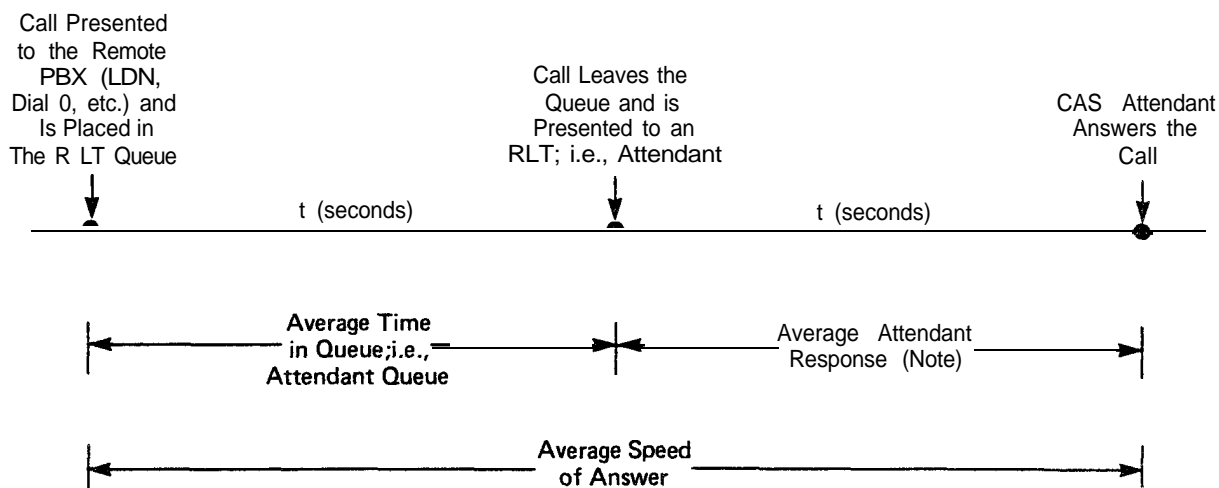 Call Presented
to the Remote
PBX (LDN,
Dial 0, etc.) and
Is Placed in
The R LT Queue
Call Leaves the
Queue and is
Presented to an
RLT; i.e., Attendant
CAS Attendant
Answers the
Call
t (seconds)
t (seconds)
Average Time
in Queue;i.e.,
Attendant Queue
Average Attendant
Response (Note)
Average Speed
of Answer